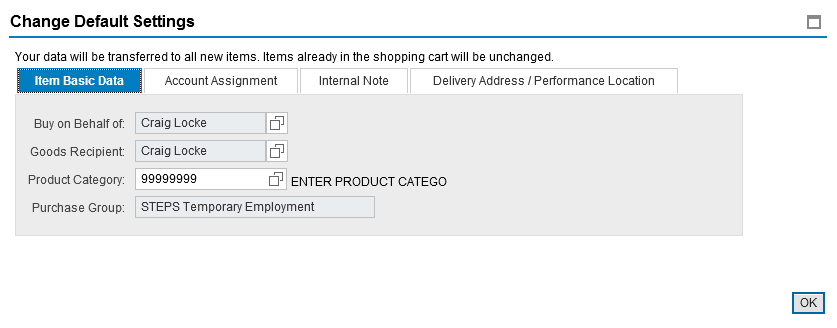 Change Default Settings
Your data will be transferred to all new items. Items already in the shopping cart will be unchanged.
Item Basic Data Account Assignment Internal Note Delivery Address / Performance Location
Buy on Behalf of: Craig Locke
Goods Recipient: Craig Locke
Product Category: 99999999 ENTER PRODUCT CATEGO
Purchase Group: STEPS Temporary Employment
OK